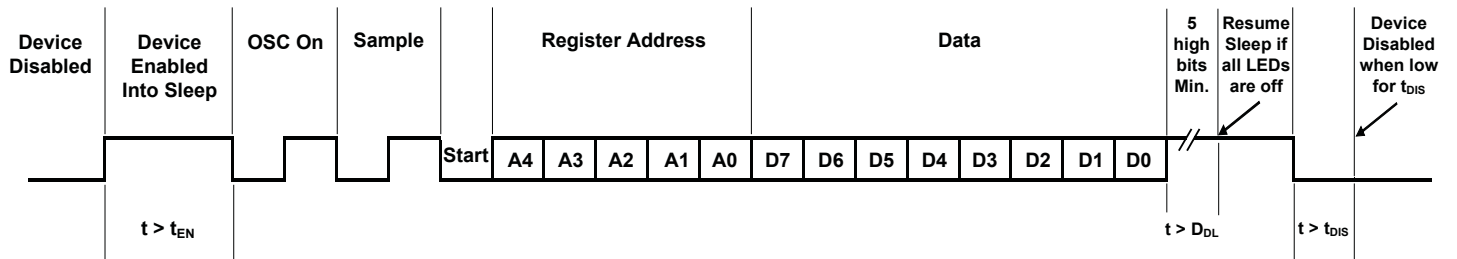 Device
Disabled
Device
Enabled
Into Sleep
OSC On
Sample
Register Address
Data
5
high
bits
Min.
Resume
Sleep if
all LEDs
are off
Device
Disabled
when low
for tDIS
Start
A4
A3
A2
A1
A0
D7
D6
D5
D4
D3
D2
D1
D0
t > tEN
t > DDL
t > tDIS